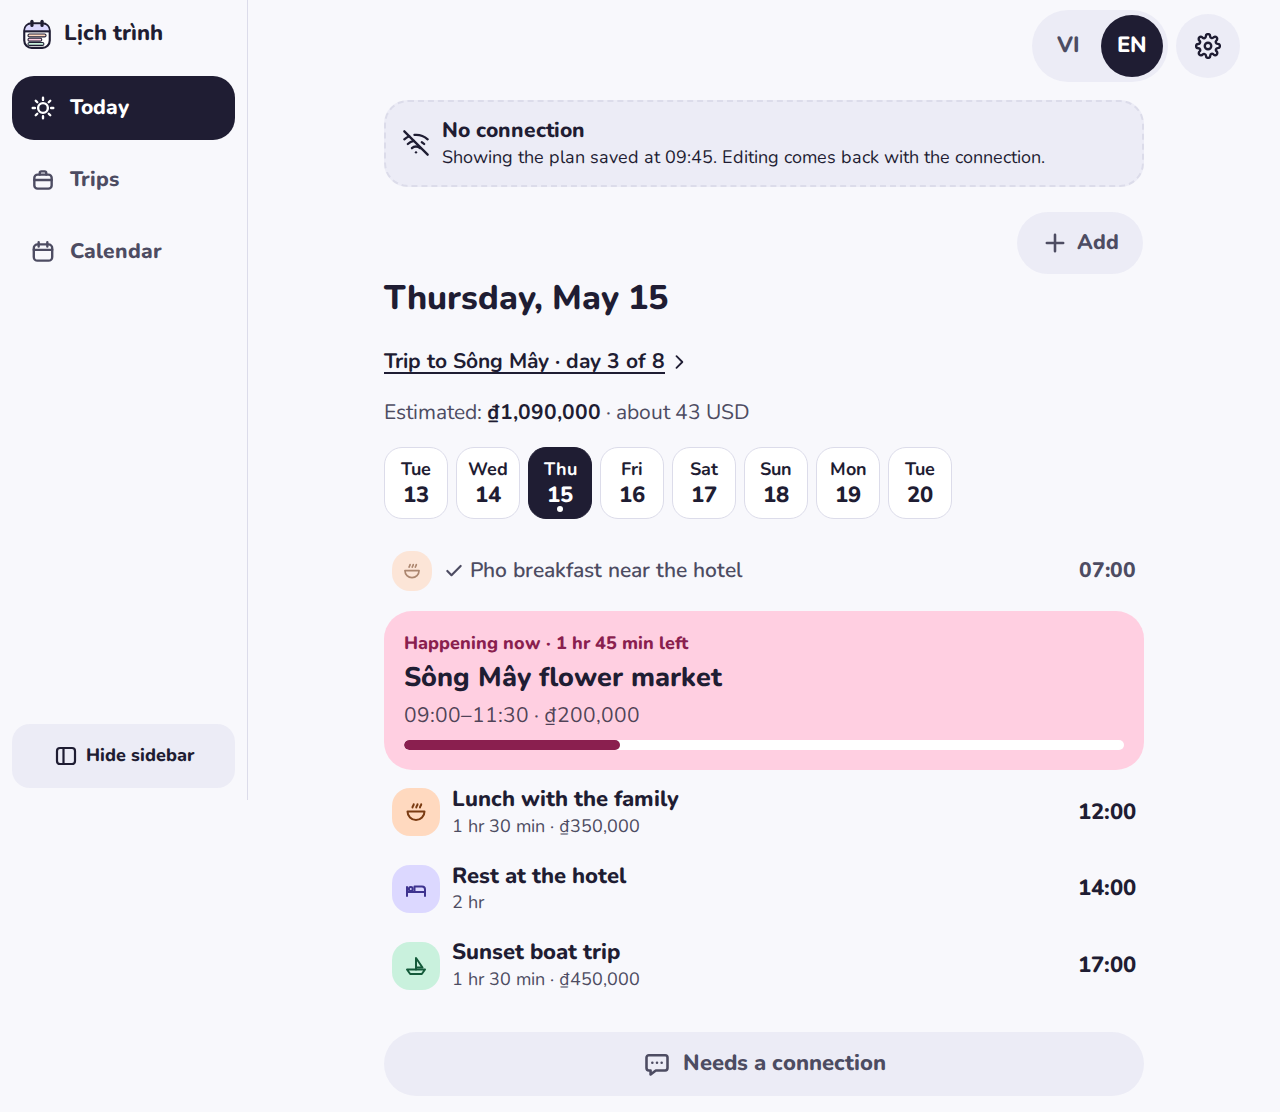 Lịch trình
Today
Trips
Calendar
Hide sidebar
VI
EN
No connection
Showing the plan saved at 09:45. Editing comes back with the connection.
Add
Thursday, May 15
Trip to Sông Mây · day 3 of 8
Estimated: ₫1,090,000 · about 43 USD
Tue Wed Thu Fri Sat Sun Mon Tue
13 14 15 16 17 18 19 20
Pho breakfast near the hotel 07:00
Happening now · 1 hr 45 min left
Sông Mây flower market
09:00–11:30 · ₫200,000
Lunch with the family 12:00
1 hr 30 min · ₫350,000
Rest at the hotel 14:00
2 hr
Sunset boat trip 17:00
1 hr 30 min · ₫450,000
Needs a connection